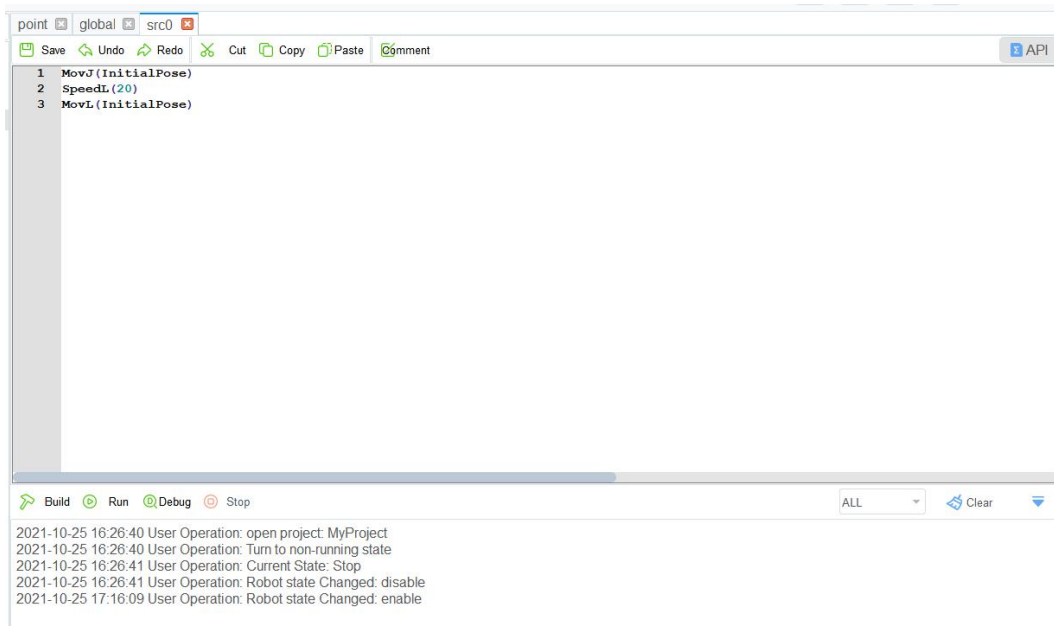 point global src0
Save Undo Redo Cut Copy Paste Comment API
1 MovJ(InitialPose)
2 SpeedL(20)
3 MovL(InitialPose)
Build Run Debug Stop ALL Clear
2021-10-25 16:26:40 User Operation: open project: MyProject
2021-10-25 16:26:40 User Operation: Turn to non-running state
2021-10-25 16:26:41 User Operation: Current State: Stop
2021-10-25 16:26:41 User Operation: Robot state Changed: disable
2021-10-25 17:16:09 User Operation: Robot state Changed: enable